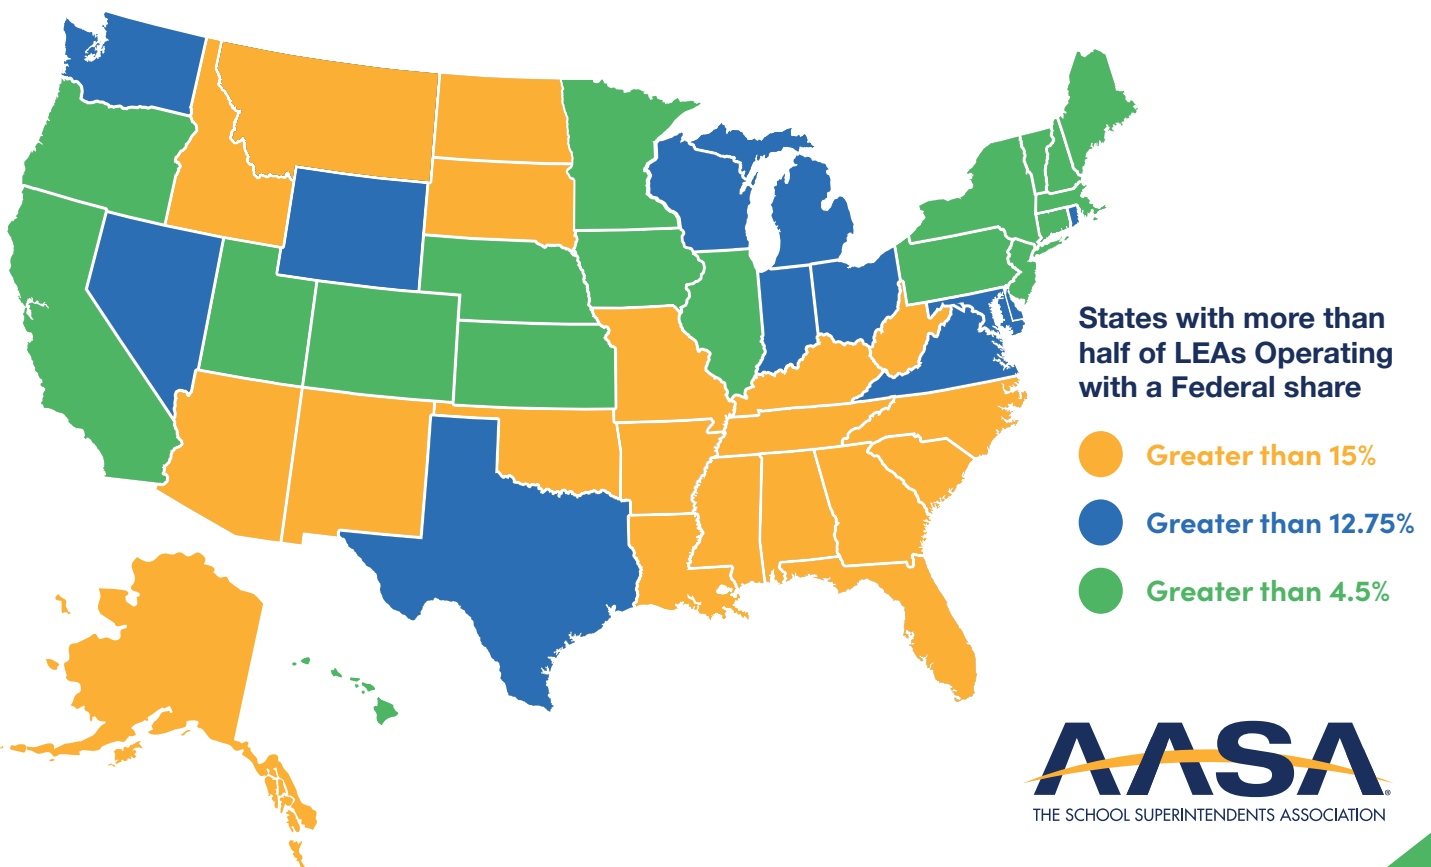 States with more than
half of LEAs Operating
with a Federal share
Greater than 15%
Greater than 12.75%
Greater than 4.5%
AASA®
THE SCHOOL SUPERINTENDENTS ASSOCIATION